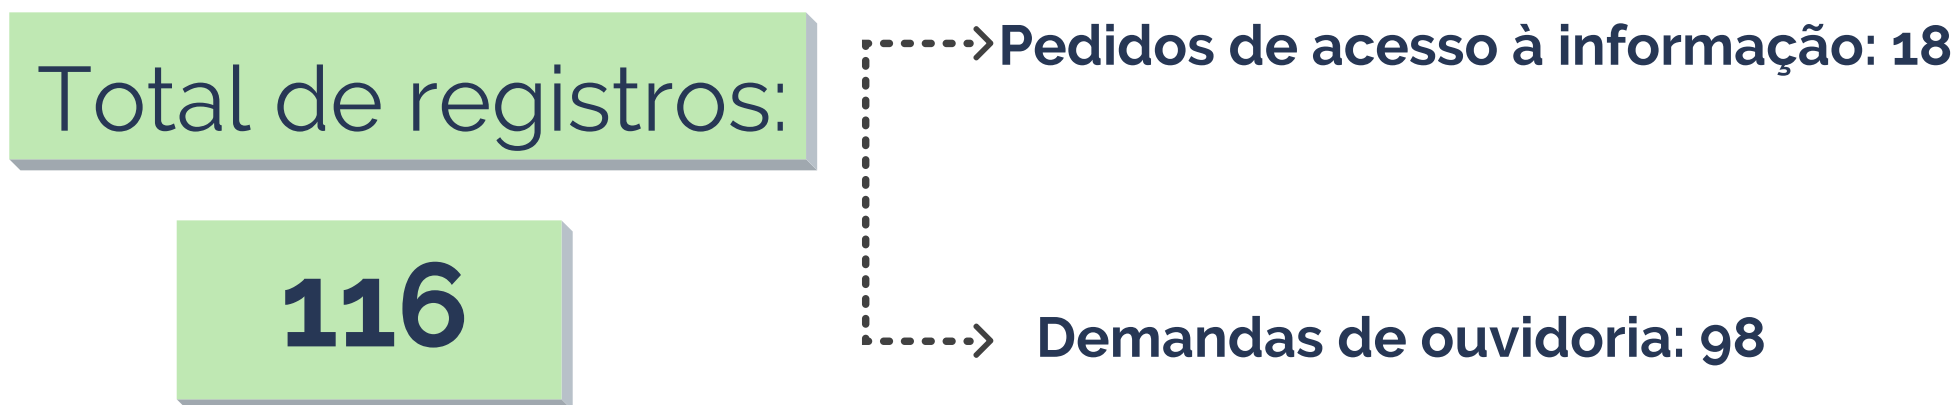 Total de registros:
116
Pedidos de acesso à informação: 18
Demandas de ouvidoria: 98